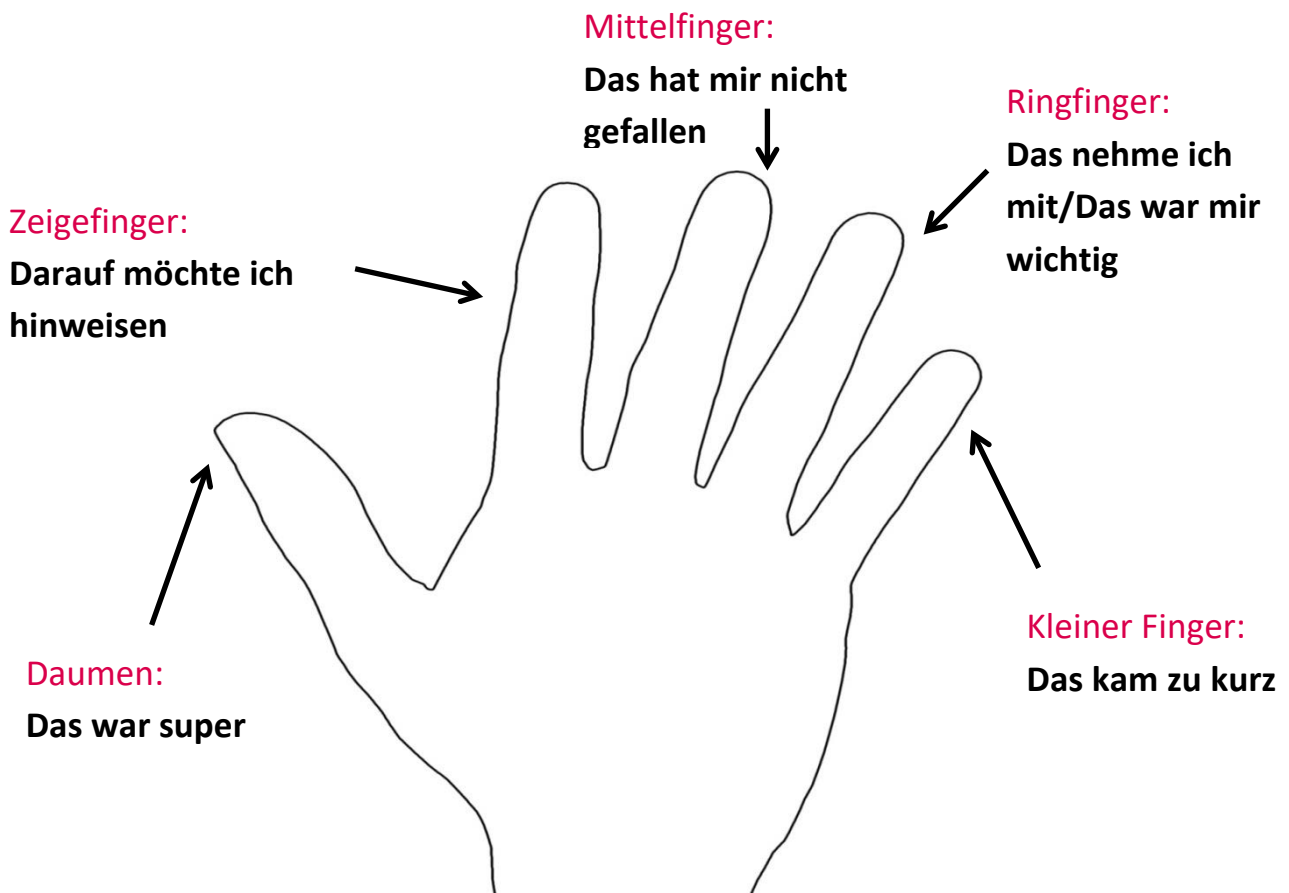 Mittelfinger:
Das hat mir nicht
gefallen
Ringfinger:
Das nehme ich
mit/Das war mir
wichtig
Zeigefinger:
Darauf möchte ich
hinweisen
Daumen:
Das war super
Kleiner Finger:
Das kam zu kurz